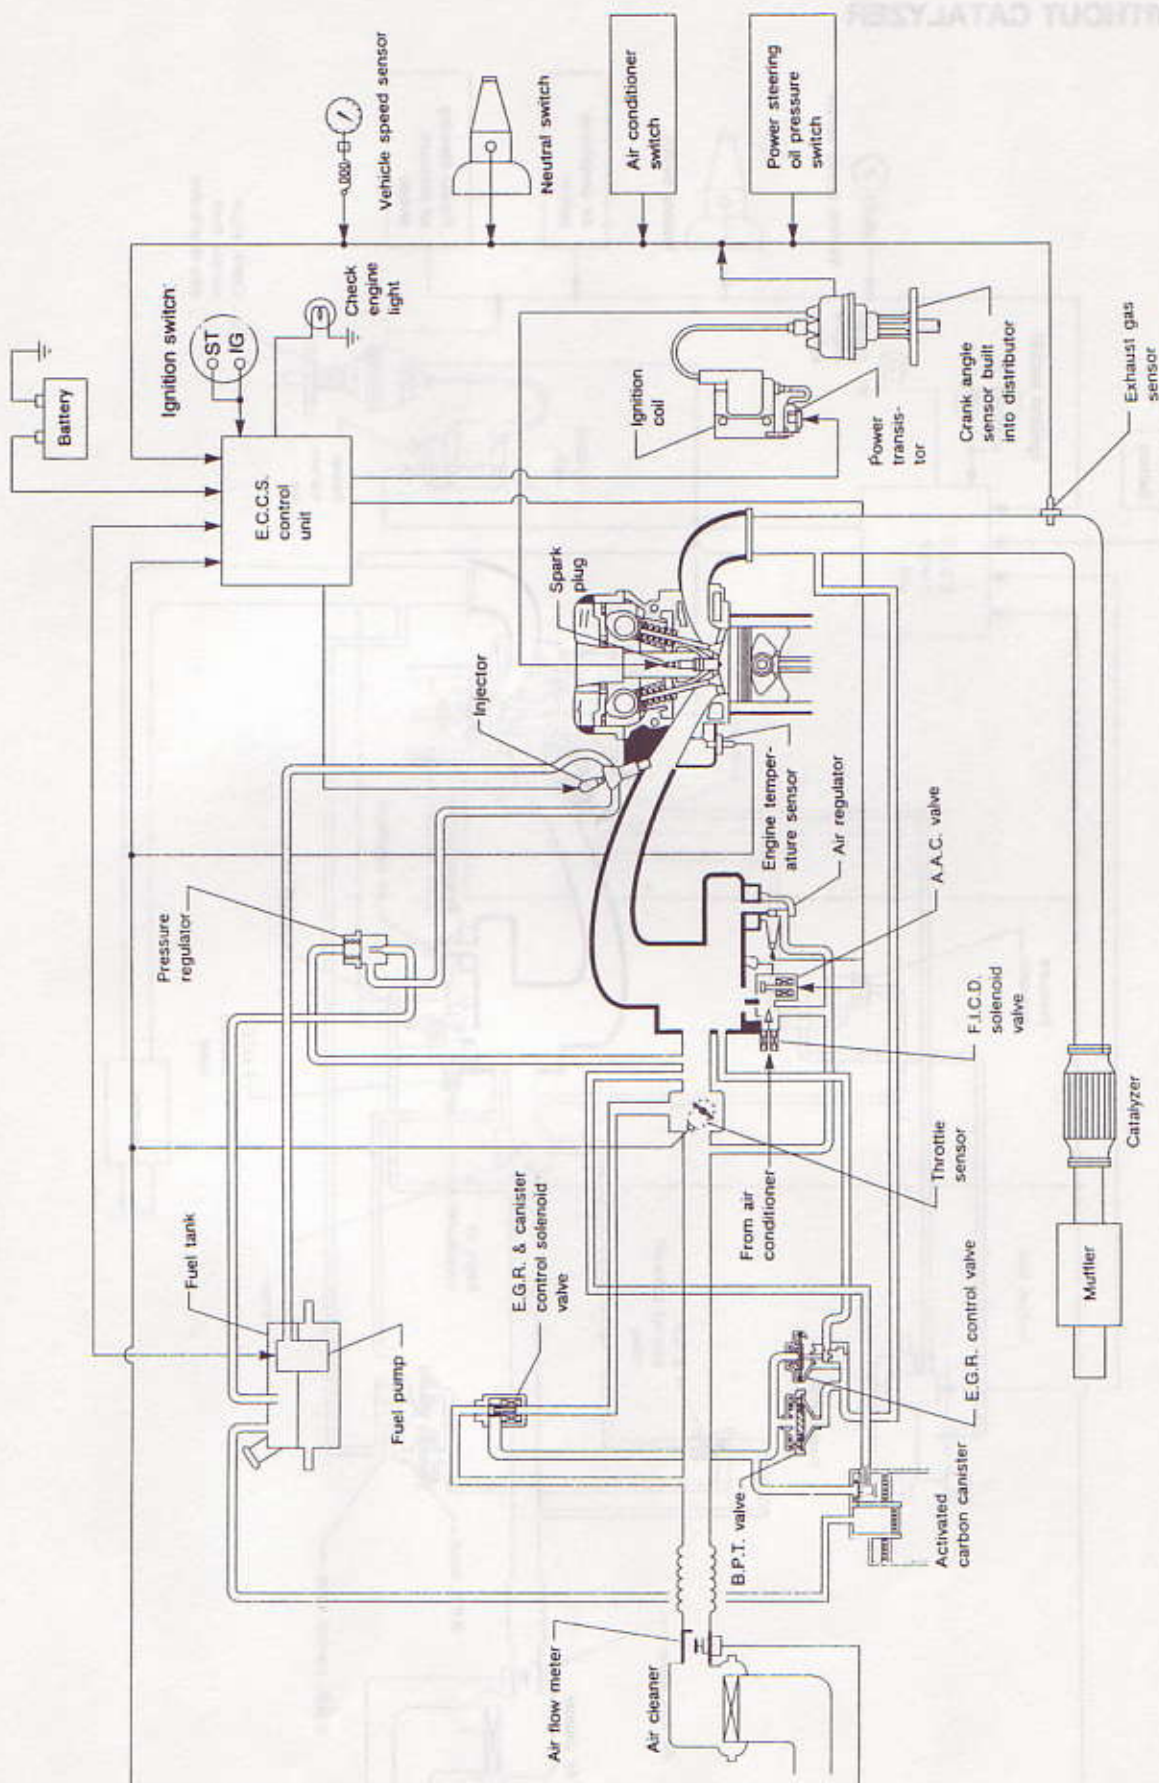 WITHOUT CATALYZER
Battery
Ignition switch
ST
IG
E.C.C.S.
control
unit
Check
engine
light
Vehicle speed sensor
Neutral switch
Air conditioner
switch
Power steering
oil pressure
switch
Fuel tank
Fuel pump
Pressure
regulator
Injector
Spark
plug
Ignition
coil
Power
transis-
tor
Crank angle
sensor built
into distributor
Exhaust gas
sensor
E.G.R. & canister
control solenoid
valve
Engine temper-
ature sensor
Air regulator
A.A.C. valve
F.I.C.D.
solenoid
valve
Throttle
sensor
From air
conditioner
E.G.R. control valve
B.P.T. valve
Activated
carbon canister
Air flow meter
Air cleaner
Catalyzer
Muffler